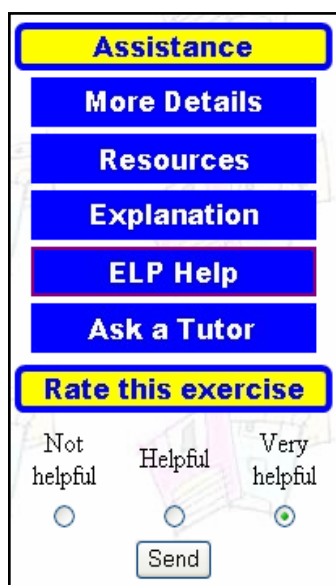 Assistance
More Details
Resources
Explanation
ELP Help
Ask a Tutor
Rate this exercise
Not helpful
Helpful
Very helpful
Send